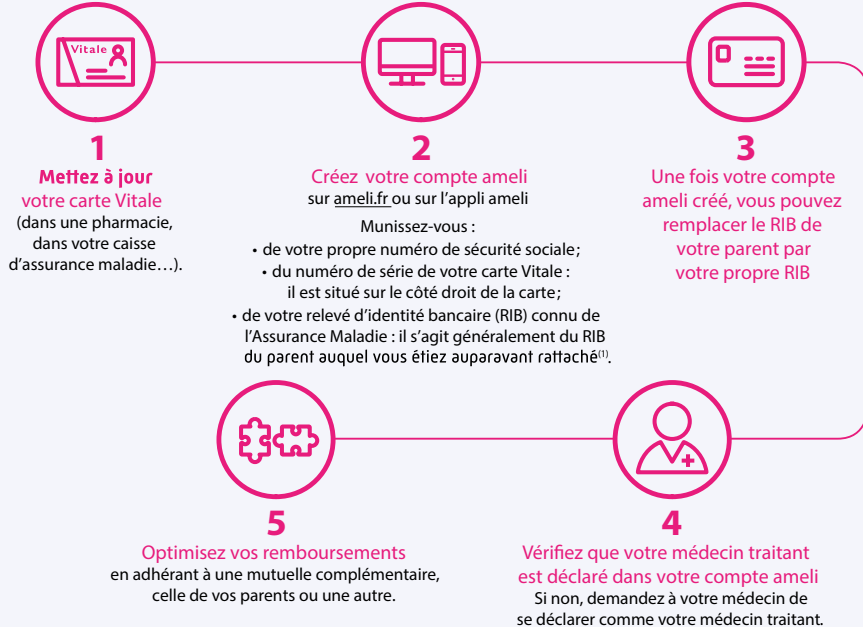 Vitale
1
Mettez à jour
votre carte Vitale
(dans une pharmacie,
dans votre caisse
d'assurance maladie…).
2
Créez votre compte ameli
sur ameli.fr ou sur l'appli ameli
Munissez-vous :
• de votre propre numéro de sécurité sociale;
• du numéro de série de votre carte Vitale :
il est situé sur le côté droit de la carte;
• de votre relevé d'identité bancaire (RIB) connu de
l'Assurance Maladie : il s'agit généralement du RIB
du parent auquel vous étiez auparavant rattaché(1).
3
Une fois votre compte
ameli créé, vous pouvez
remplacer le RIB de
votre parent par
votre propre RIB
4
Vérifiez que votre médecin traitant
est déclaré dans votre compte ameli
Si non, demandez à votre médecin de
se déclarer comme votre médecin traitant.
5
Optimisez vos remboursements
en adhérant à une mutuelle complémentaire,
celle de vos parents ou une autre.